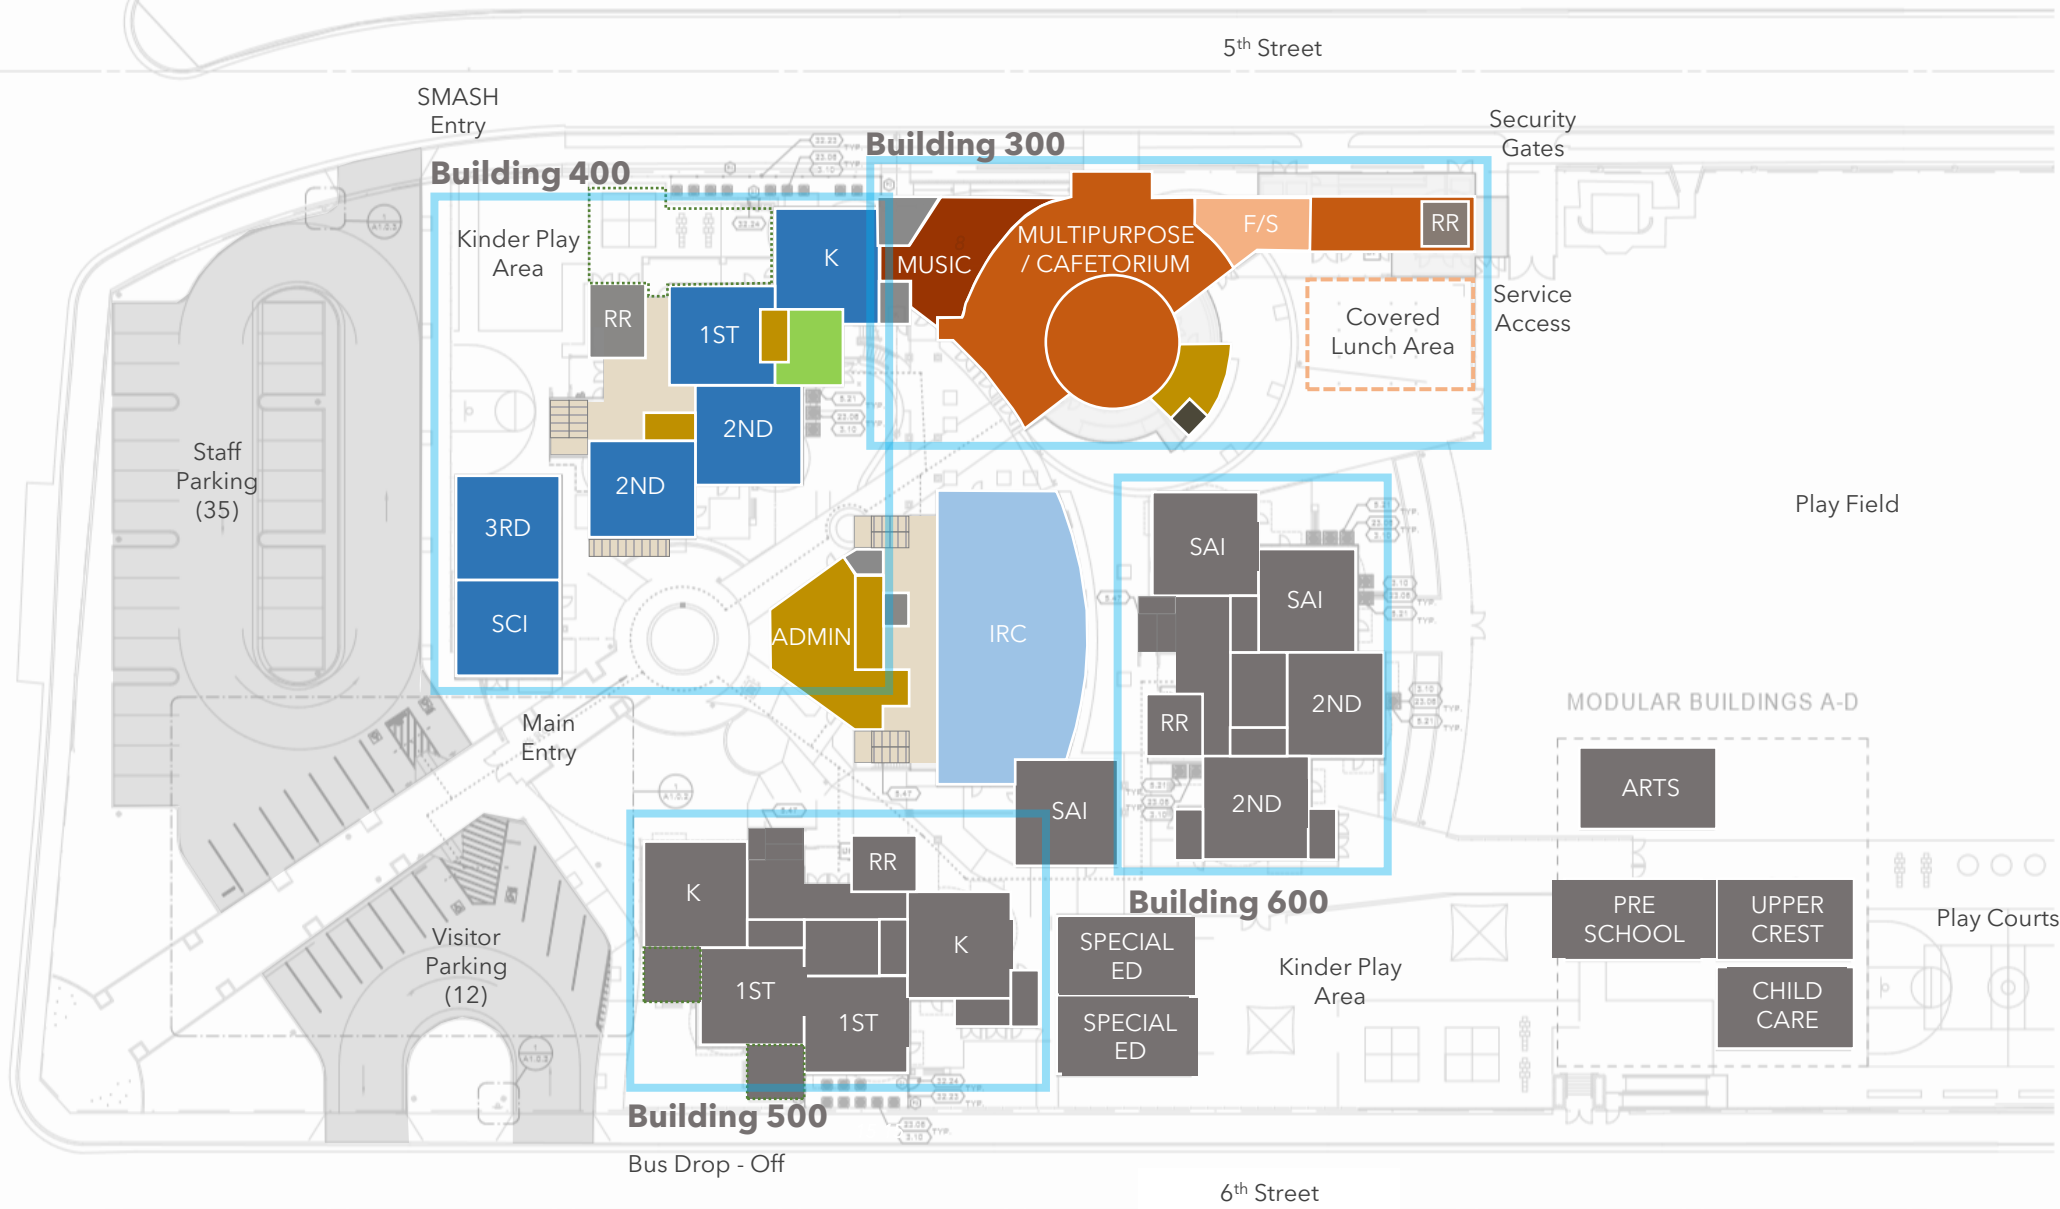 5th Street
SMASH
Entry
Security
Gates
Building 300
Building 400
Kinder Play
Area
K
MUSIC
MULTIPURPOSE
/ CAFETORIUM
F/S
RR
RR
1ST
Covered
Lunch Area
Service
Access
2ND
2ND
Staff
Parking
(35)
3RD
SCI
ADMIN
IRC
SAI
SAI
2ND
RR
2ND
SAI
Play Field
Main
Entry
MODULAR BUILDINGS A-D
ARTS
PRE
SCHOOL
UPPER
CREST
CHILD
CARE
Play Courts
Building 600
K
RR
K
1ST
1ST
SPECIAL
ED
SPECIAL
ED
Kinder Play
Area
Visitor
Parking
(12)
Building 500
Bus Drop - Off
6th Street